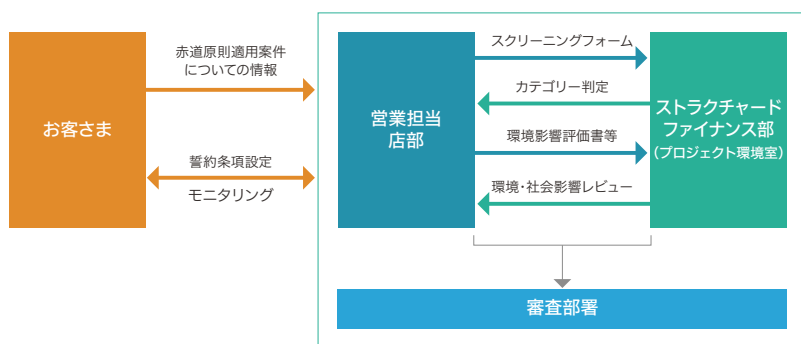 お客さま
赤道原則適用案件
についての情報
誓約条項設定
モニタリング
営業担当
店部
スクリーニングフォーム
カテゴリー判定
環境影響評価書等
環境・社会影響レビュー
ストラクチャード
ファイナンス部
（プロジェクト環境室）
審査部署